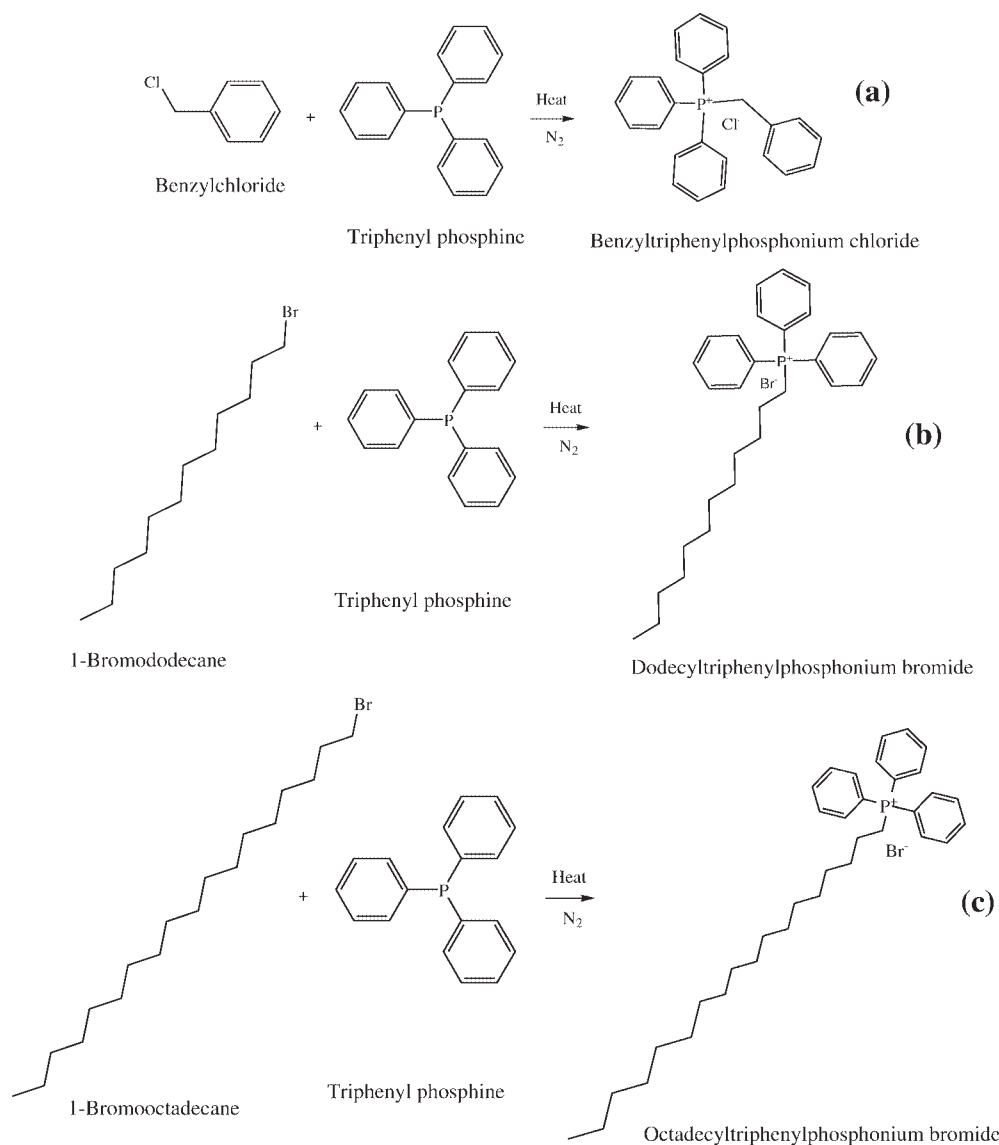 Cl
+
P
Heat
N2
P+
Cl-
(a)
Benzylchloride
Triphenyl phosphine
Benzyltriphenylphosphonium chloride
Br
+
P
Heat
N2
P+
Br-
(b)
Triphenyl phosphine
1-Bromododecane
Dodecyltriphenylphosphonium bromide
Br
+
P
Heat
N2
P+
Br-
(c)
Triphenyl phosphine
1-Bromooctadecane
Octadecyltriphenylphosphonium bromide